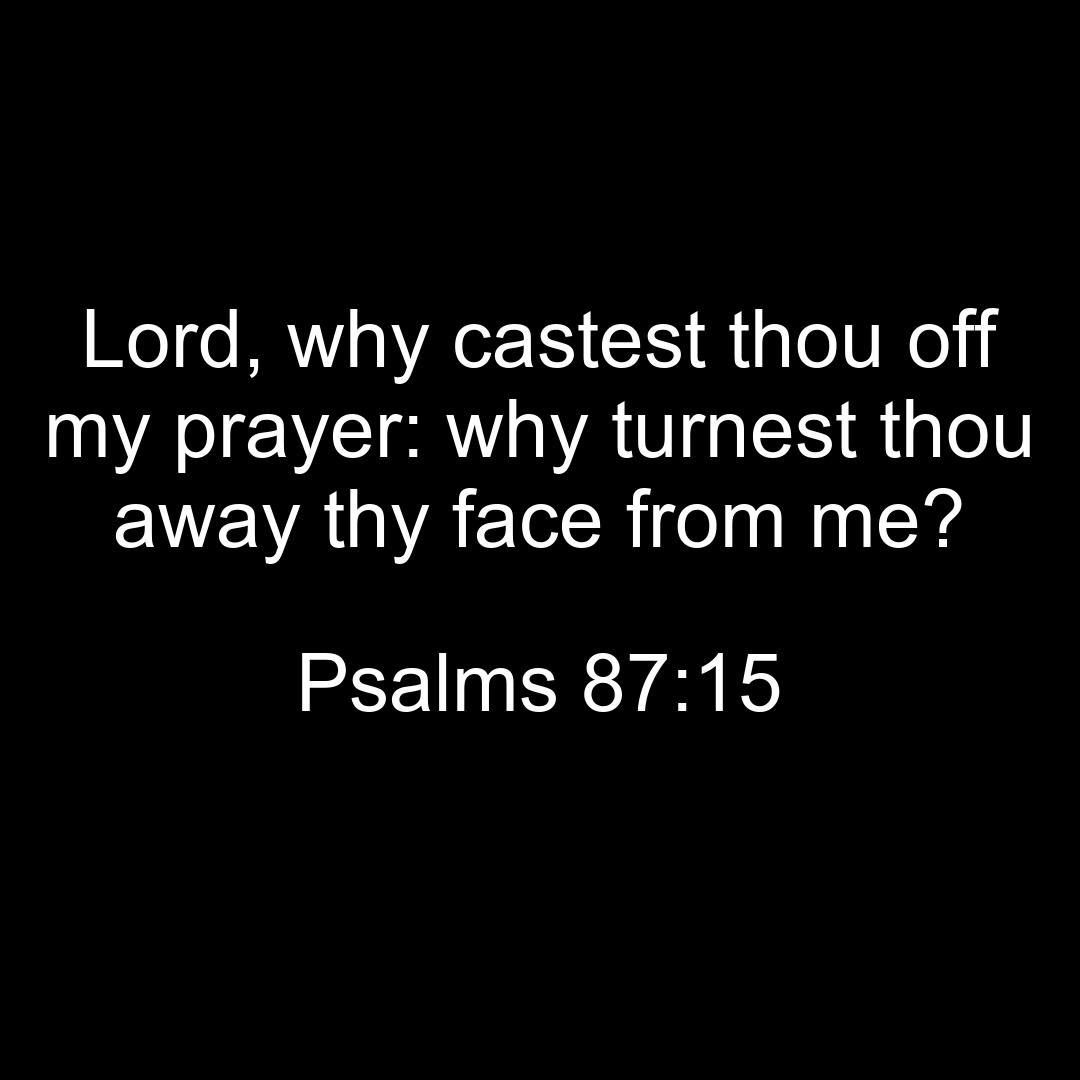 Lord, why castest thou off
my prayer: why turnest thou
away thy face from me?
Psalms 87:15